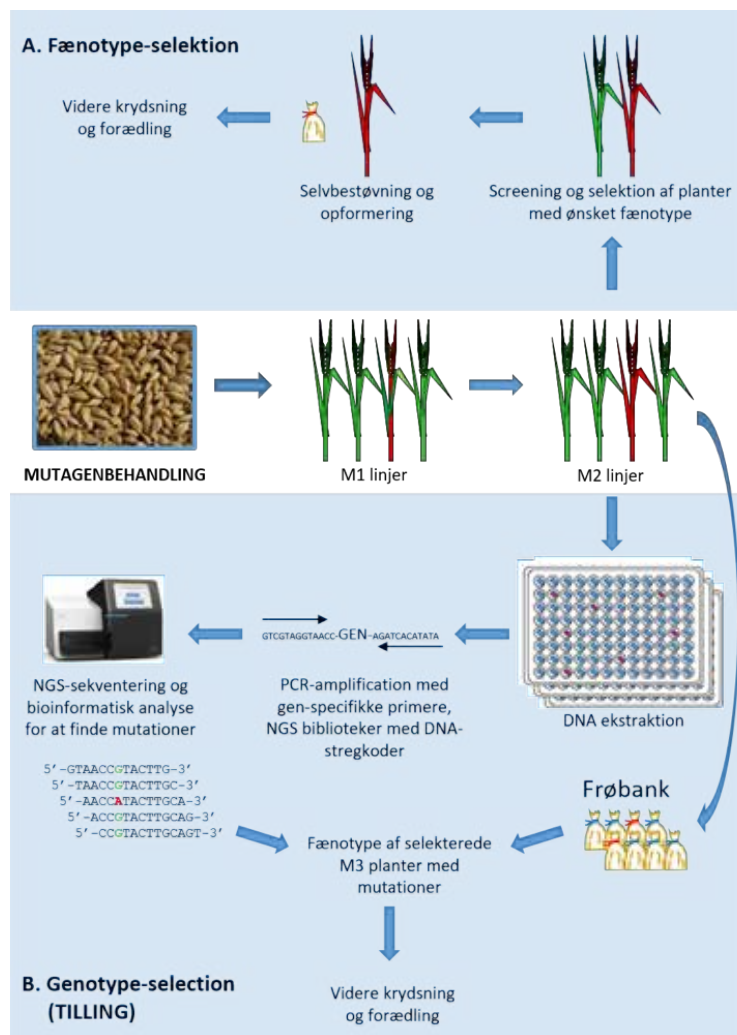 A. Fænotype-selektion
Videre krydsning
og forædling
Selvbestøvning og
opformering
Screening og selektion af planter
med ønsket fænotype
MUTAGENBEHANDLING
M1 linjer
M2 linjer
GTCGTAGGTAACC-GEN-AGATCACATATA
NGS-sekventering og
bioinformatisk analyse
for at finde mutationer
PCR-amplification med
gen-specifikke primere,
NGS biblioteker med DNA-
stregkoder
DNA ekstraktion
5’-GTAACCGTACTTG-3’
5’-TAACCGTACTTGC-3’
5’-AACCATACTTGCA-3’
5’-ACCGTACTTGCAG-3’
5’-CCGTACTTGCAGT-3’
Frøbank
Fænotype af selekterede
M3 planter med
mutationer
B. Genotype-selection
(TILLING)
Videre krydsning
og forædling